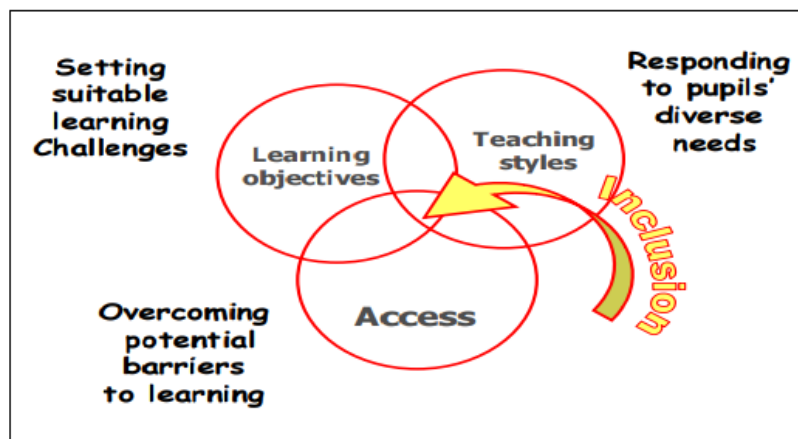 Setting
suitable
learning
Challenges
Responding
to pupils'
diverse
needs
Learning
objectives
Teaching
styles
Inclusion
Access
Overcoming
potential
barriers
to learning